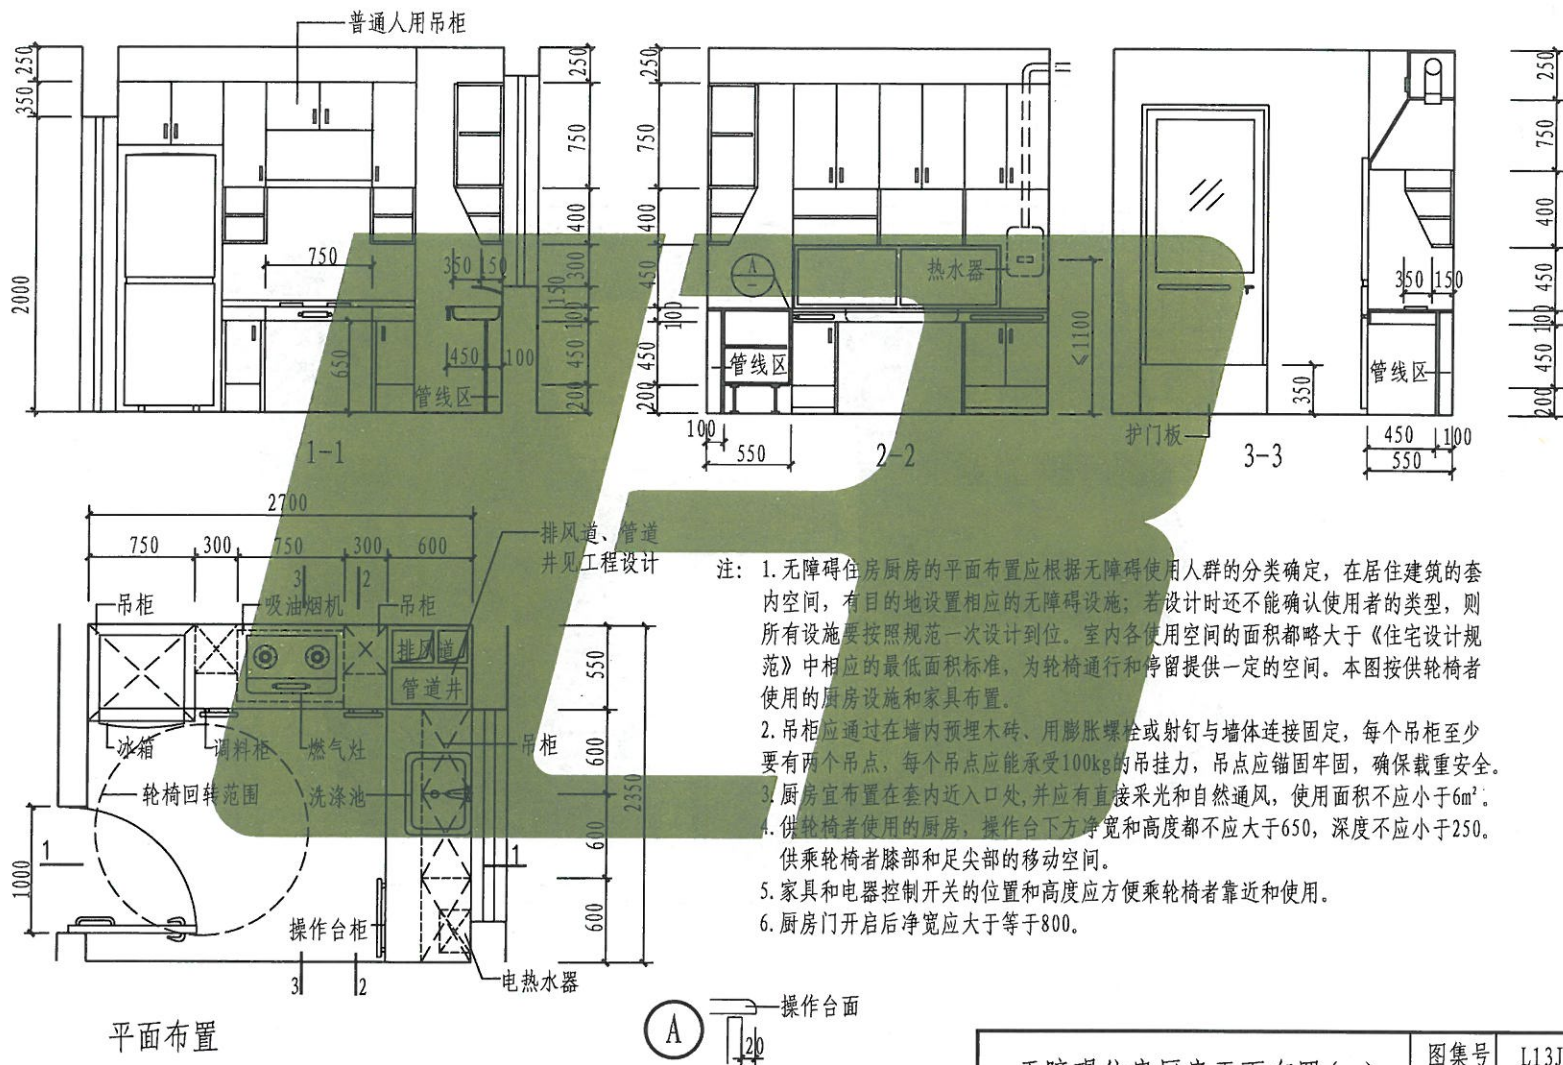 普通人用吊柜
250
350
2000
750
650
350
150
450
100
管线区
250
750
400
300
150
100
450
200
1-1
250
750
400
450
100
450
200
A
热水器
≤1100
管线区
100
550
2-2
护门板
350
3-3
350
150
管线区
450
100
550
250
750
400
450
100
450
200
2700
750
300
750
300
600
排风道、管道
井见工程设计
3
2
吊柜
吸油烟机
吊柜
排风道
管道井
550
冰箱
调料柜
燃气灶
吊柜
600
轮椅回转范围
洗涤池
2350
600
1
1
1000
操作台柜
600
3
2
电热水器
平面布置
A
操作台面
20
注: 1.无障碍住房厨房的平面布置应根据无障碍使用人群的分类确定,在居住建筑的套
内空间,有目的地设置相应的无障碍设施;若设计时还不能确认使用者的类型,则
所有设施要按照规范一次设计到位。室内各使用空间的面积都略大于《住宅设计规
范》中相应的最低面积标准,为轮椅通行和停留提供一定的空间。本图按供轮椅者
使用的厨房设施和家具布置。
2.吊柜应通过在墙内预埋木砖、用膨胀螺栓或射钉与墙体连接固定,每个吊柜至少
要有两个吊点,每个吊点应能承受100kg的吊挂力,吊点应锚固牢固,确保载重安全。
3.厨房宜布置在套内近入口处,并应有直接采光和自然通风,使用面积不应小于6m²。
4.供轮椅者使用的厨房,操作台下方净宽和高度都不应大于650,深度不应小于250。
供乘轮椅者膝部和足尖部的移动空间。
5.家具和电器控制开关的位置和高度应方便乘轮椅者靠近和使用。
6.厨房门开启后净宽应大于等于800。
图集号
L13J